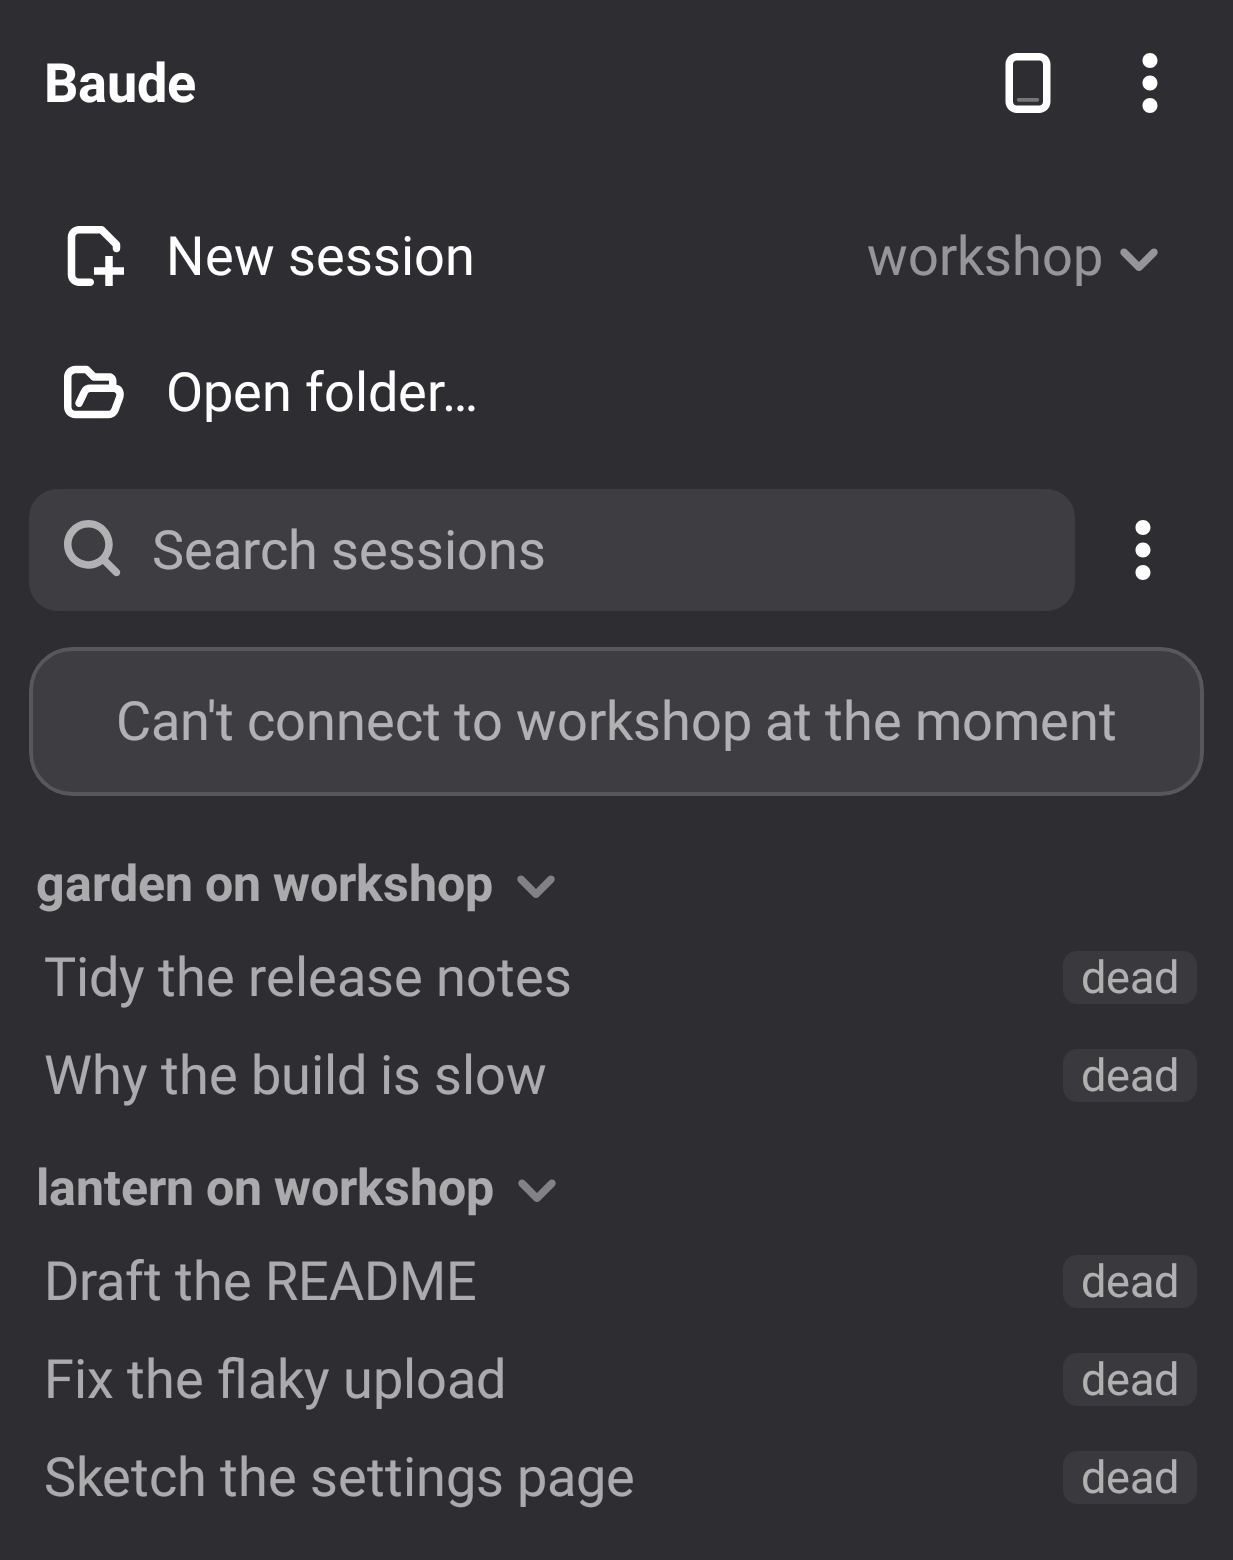 Baude
New session workshop
Open folder…
Search sessions
Can't connect to workshop at the moment
garden on workshop
Tidy the release notes dead
Why the build is slow dead
lantern on workshop
Draft the README dead
Fix the flaky upload dead
Sketch the settings page dead